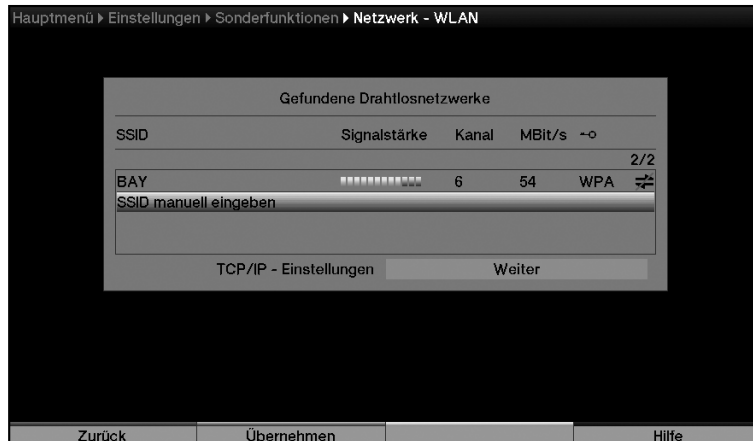 Hauptmenü ▸ Einstellungen ▸ Sonderfunktionen ▸ Netzwerk - WLAN
Gefundene Drahtlosnetzwerke
SSID Signalstärke Kanal MBit/s
2/2
BAY 6 54 WPA
SSID manuell eingeben
TCP/IP - Einstellungen Weiter
Zurück Übernehmen Hilfe